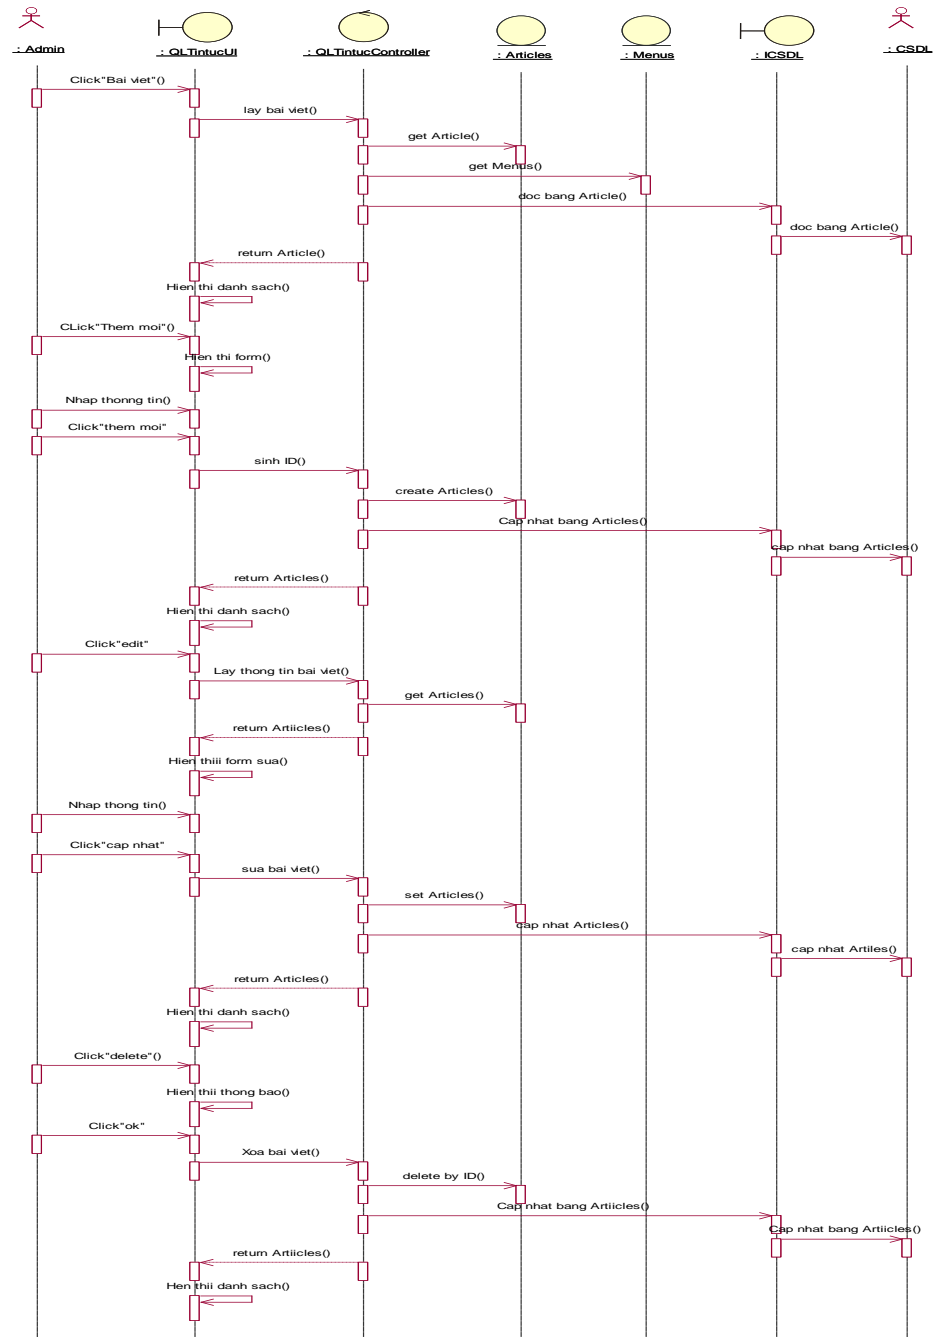 : Admin
: QLTintucUI
: QLTintucController
: Articles
: Menus
: ICSDL
: CSDL
Click"Bai viet"()
lay bai viet()
get Article()
get Menus()
doc bang Article()
doc bang Article()
return Article()
Hien thi danh sach()
CLick"Them moi"()
Hien thi form()
Nhap thonng tin()
Click"them moi"
sinh ID()
create Articles()
Cap nhat bang Articles()
cap nhat bang Articles()
return Articles()
Hien thi danh sach()
Click"edit"
Lay thong tin bai viet()
get Articles()
return Artiicles()
Hien thiii form sua()
Nhap thong tin()
Click"cap nhat"
sua bai viet()
set Articles()
cap nhat Articles()
cap nhat Artiles()
return Articles()
Hien thi danh sach()
Click"delete"()
Hien thii thong bao()
Click"ok"
Xoa bai viet()
delete by ID()
Cap nhat bang Artiicles()
Cap nhat bang Artiicles()
return Artiicles()
Hen thii danh sach()